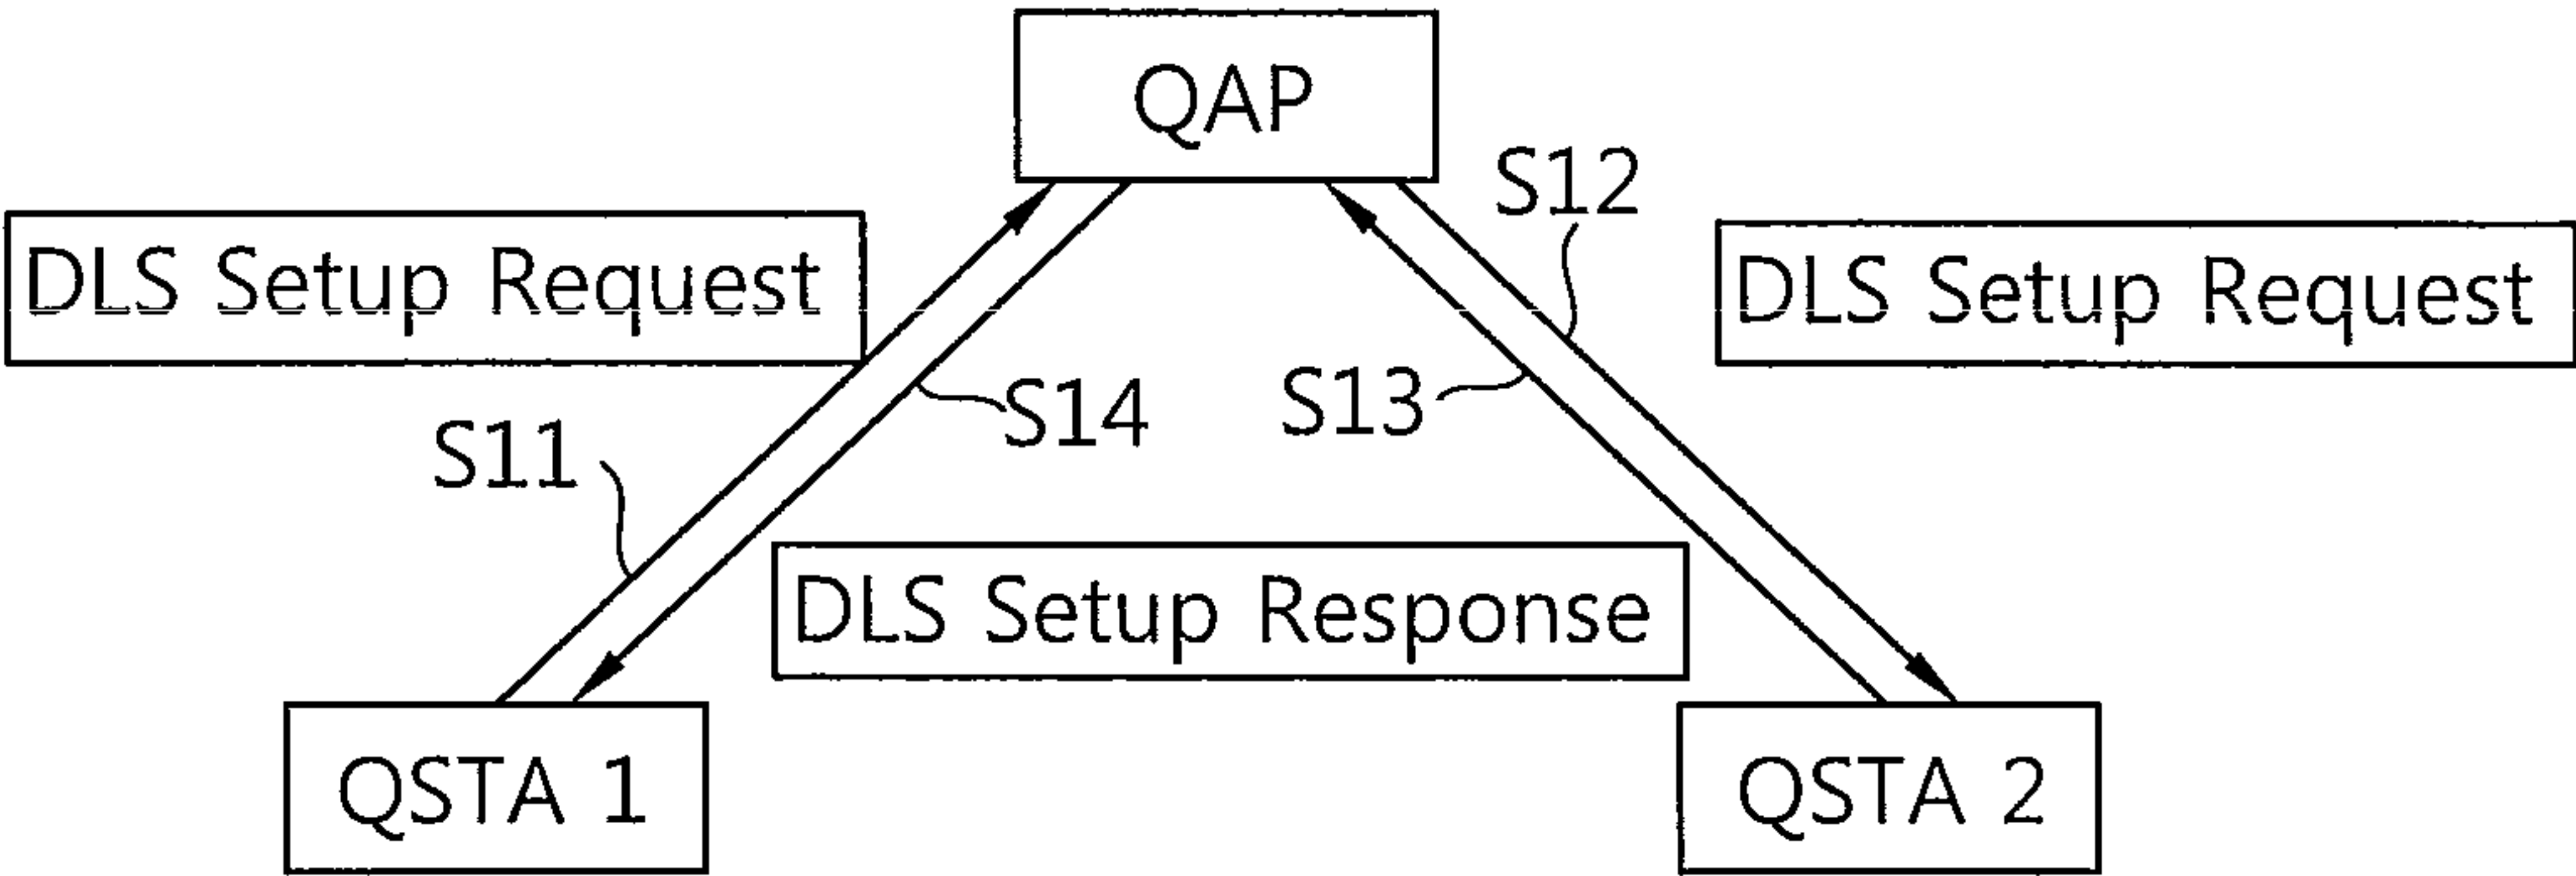 QAP
S12
DLS Setup Request
DLS Setup Request
S14
S13
S11
DLS Setup Response
QSTA 1
QSTA 2